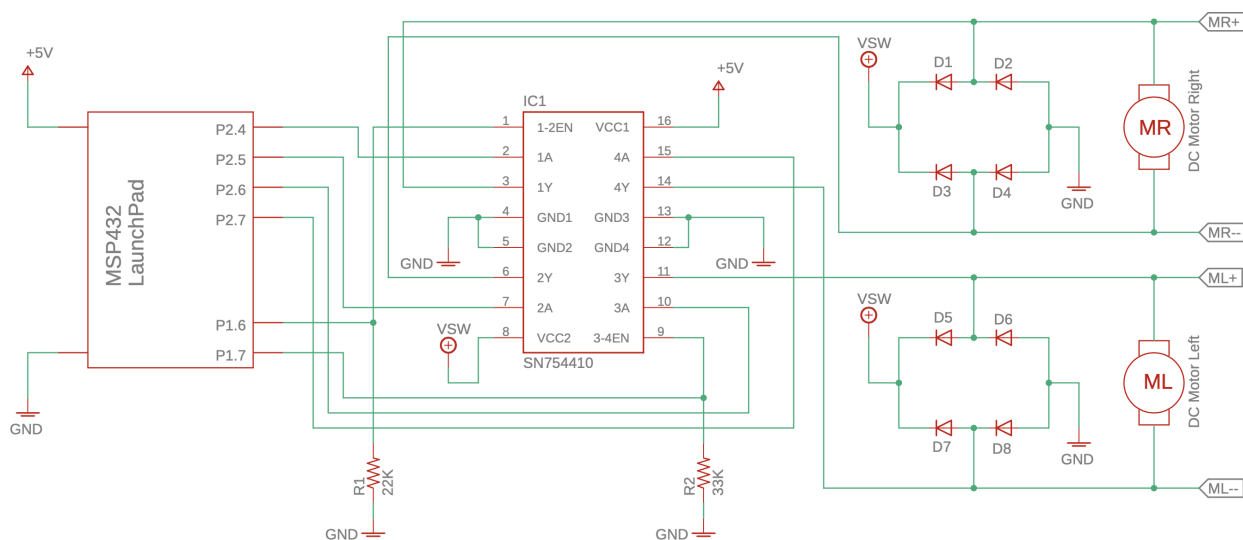 +5V
MSP432
LaunchPad
P2.4
P2.5
P2.6
P2.7
P1.6
P1.7
GND
IC1
1 1-2EN VCC1 16
2 1A 4A 15
3 1Y 4Y 14
4 GND1 GND3 13
5 GND2 GND4 12
6 2Y 3Y 11
7 2A 3A 10
8 VCC2 3-4EN 9
SN754410
+5V
GND
GND
VSW
R1
22K
GND
R2
33K
GND
VSW
D1
D2
D3
D4
GND
MR
DC Motor Right
MR+
MR--
ML+
VSW
D5
D6
D7
D8
GND
ML
DC Motor Left
ML--